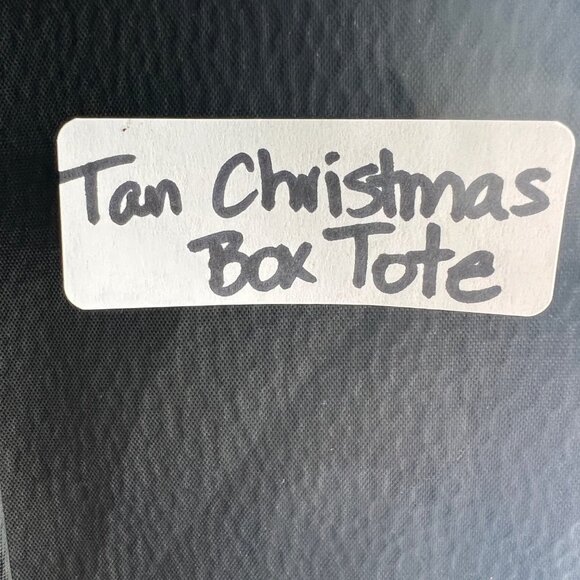 Tan Christmas
Box Tote